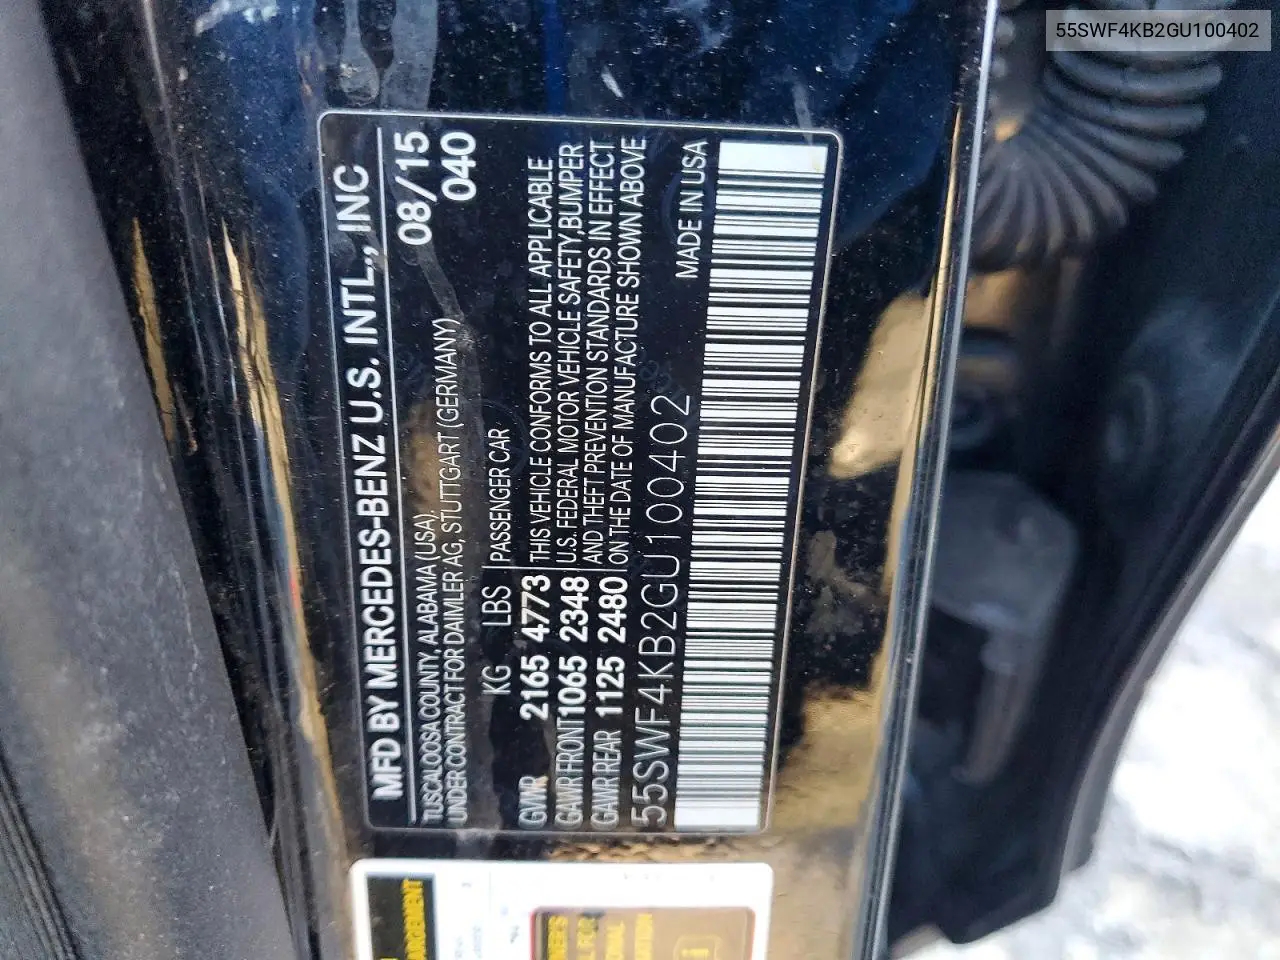 55SWF4KB2GU100402
MFD BY MERCEDES-BENZ U.S. INTL., INC
TUSCALOOSA COUNTY, ALABAMA (USA), 08/15
UNDER CONTRACT FOR DAIMLER AG, STUTTGART (GERMANY) 040
KG LBS PASSENGER CAR
GVWR 2165 4773 THIS VEHICLE CONFORMS TO ALL APPLICABLE
GAWR FRONT 1065 2348 U.S. FEDERAL MOTOR VEHICLE SAFETY, BUMPER
GAWR REAR 1125 2480 AND THEFT PREVENTION STANDARDS IN EFFECT
ON THE DATE OF MANUFACTURE SHOWN ABOVE
55SWF4KB2GU100402 MADE IN USA